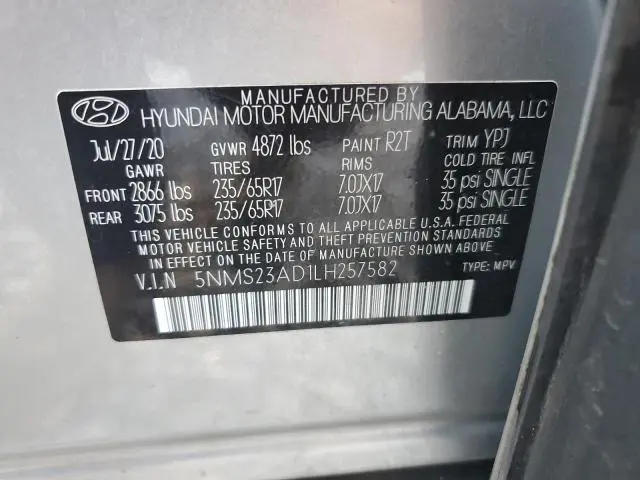 MANUFACTURED BY
HYUNDAI MOTOR MANUFACTURING ALABAMA, LLC
Jul/27/20 GVWR 4872 lbs PAINT R2T TRIM YPJ
GAWR TIRES RIMS COLD TIRE INFL
FRONT 2866 lbs 235/65R17 7.0JX17 35 psi SINGLE
REAR 3075 lbs 235/65R17 7.0JX17 35 psi SINGLE
THIS VEHICLE CONFORMS TO ALL APPLICABLE U.S.A. FEDERAL
MOTOR VEHICLE SAFETY AND THEFT PREVENTION STANDARDS
IN EFFECT ON THE DATE OF MANUFACTURE SHOWN ABOVE.
V.I.N 5NMS23AD1LH257582 TYPE: MPV